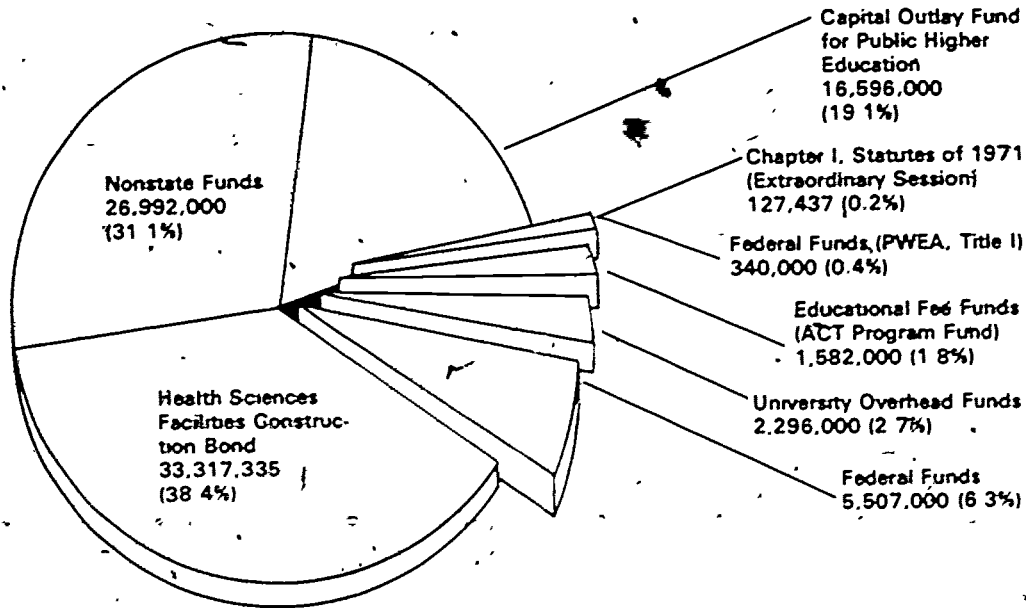 Capital Outlay Fund
for Public Higher
Education
16,596,000
(19 1%)
Chapter I, Statutes of 1971
(Extraordinary Session)
127,437 (0.2%)
Nonstate Funds
26,992,000
(31 1%)
Federal Funds (PWEA, Title I)
340,000 (0.4%)
Educational Fee Funds
(ACT Program Fund)
1,582,000 (1 8%)
University Overhead Funds
2,296,000 (2 7%)
Health Sciences
Facilities Construc-
tion Bond
33,317,335
(38 4%)
Federal Funds
5,507,000 (6 3%)